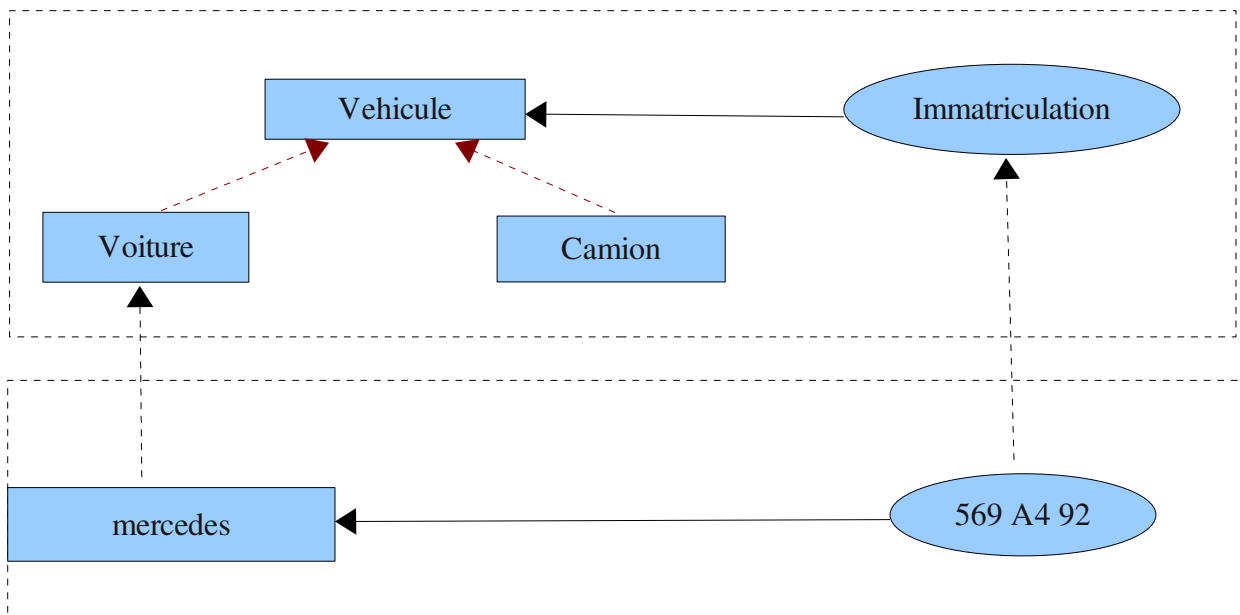 Vehicule
Immatriculation
Voiture
Camion
mercedes
569 A4 92